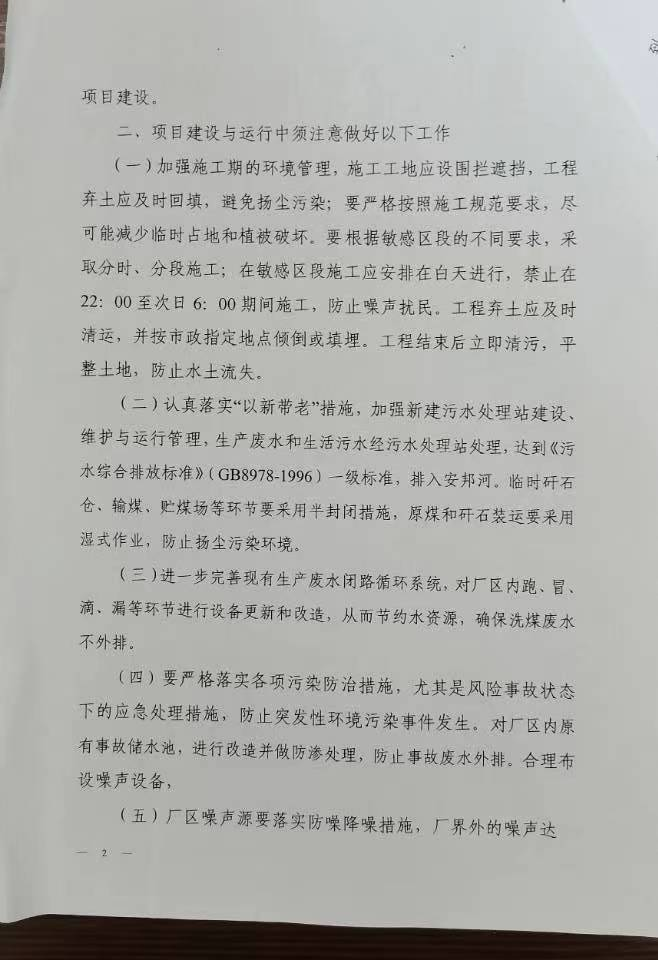 项目建设。
二、项目建设与运行中须注意做好以下工作
（一）加强施工期的环境管理，施工工地应设围拦遮挡，工程
弃土应及时回填，避免扬尘污染；要严格按照施工规范要求，尽
可能减少临时占地和植被破坏。要根据敏感区段的不同要求，采
取分时、分段施工；在敏感区段施工应安排在白天进行，禁止在
22：00至次日6：00期间施工，防止噪声扰民。工程弃土应及时
清运，并按市政指定地点倾倒或填埋。工程结束后立即清污，平
整土地，防止水土流失。
（二）认真落实“以新带老”措施，加强新建污水处理站建设、
维护与运行管理，生产废水和生活污水经污水处理站处理，达到《污
水综合排放标准》（GB8978-1996）一级标准，排入安邦河。临时矸石
仓、输煤、贮煤场等环节要采用半封闭措施，原煤和矸石装运要采用
湿式作业，防止扬尘污染环境。
（三）进一步完善现有生产废水闭路循环系统，对厂区内跑、冒、
滴、漏等环节进行设备更新和改造，从而节约水资源，确保洗煤废水
不外排。
（四）要严格落实各项污染防治措施，尤其是风险事故状态
下的应急处理措施，防止突发性环境污染事件发生。对厂区内原
有事故储水池，进行改造并做防渗处理，防止事故废水外排。合理布
设噪声设备，
（五）厂区噪声源要落实防噪降噪措施，厂界外的噪声达
— 2 —